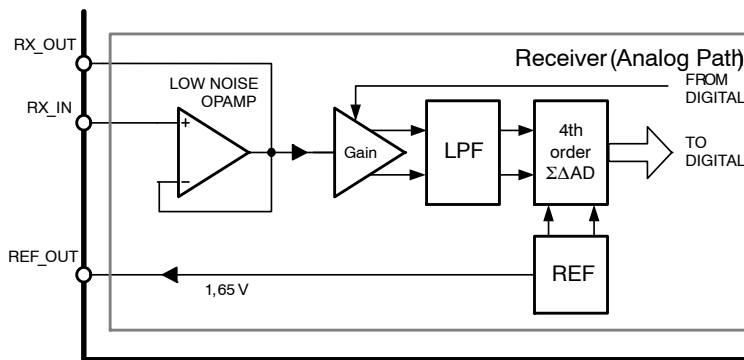 RX_OUT
Receiver (Analog Path)
LOW NOISE
OPAMP
FROM
DIGITAL
RX_IN
+
−
Gain
LPF
4th
order
ΣΔAD
TO
DIGITAL
REF_OUT
REF
1,65 V